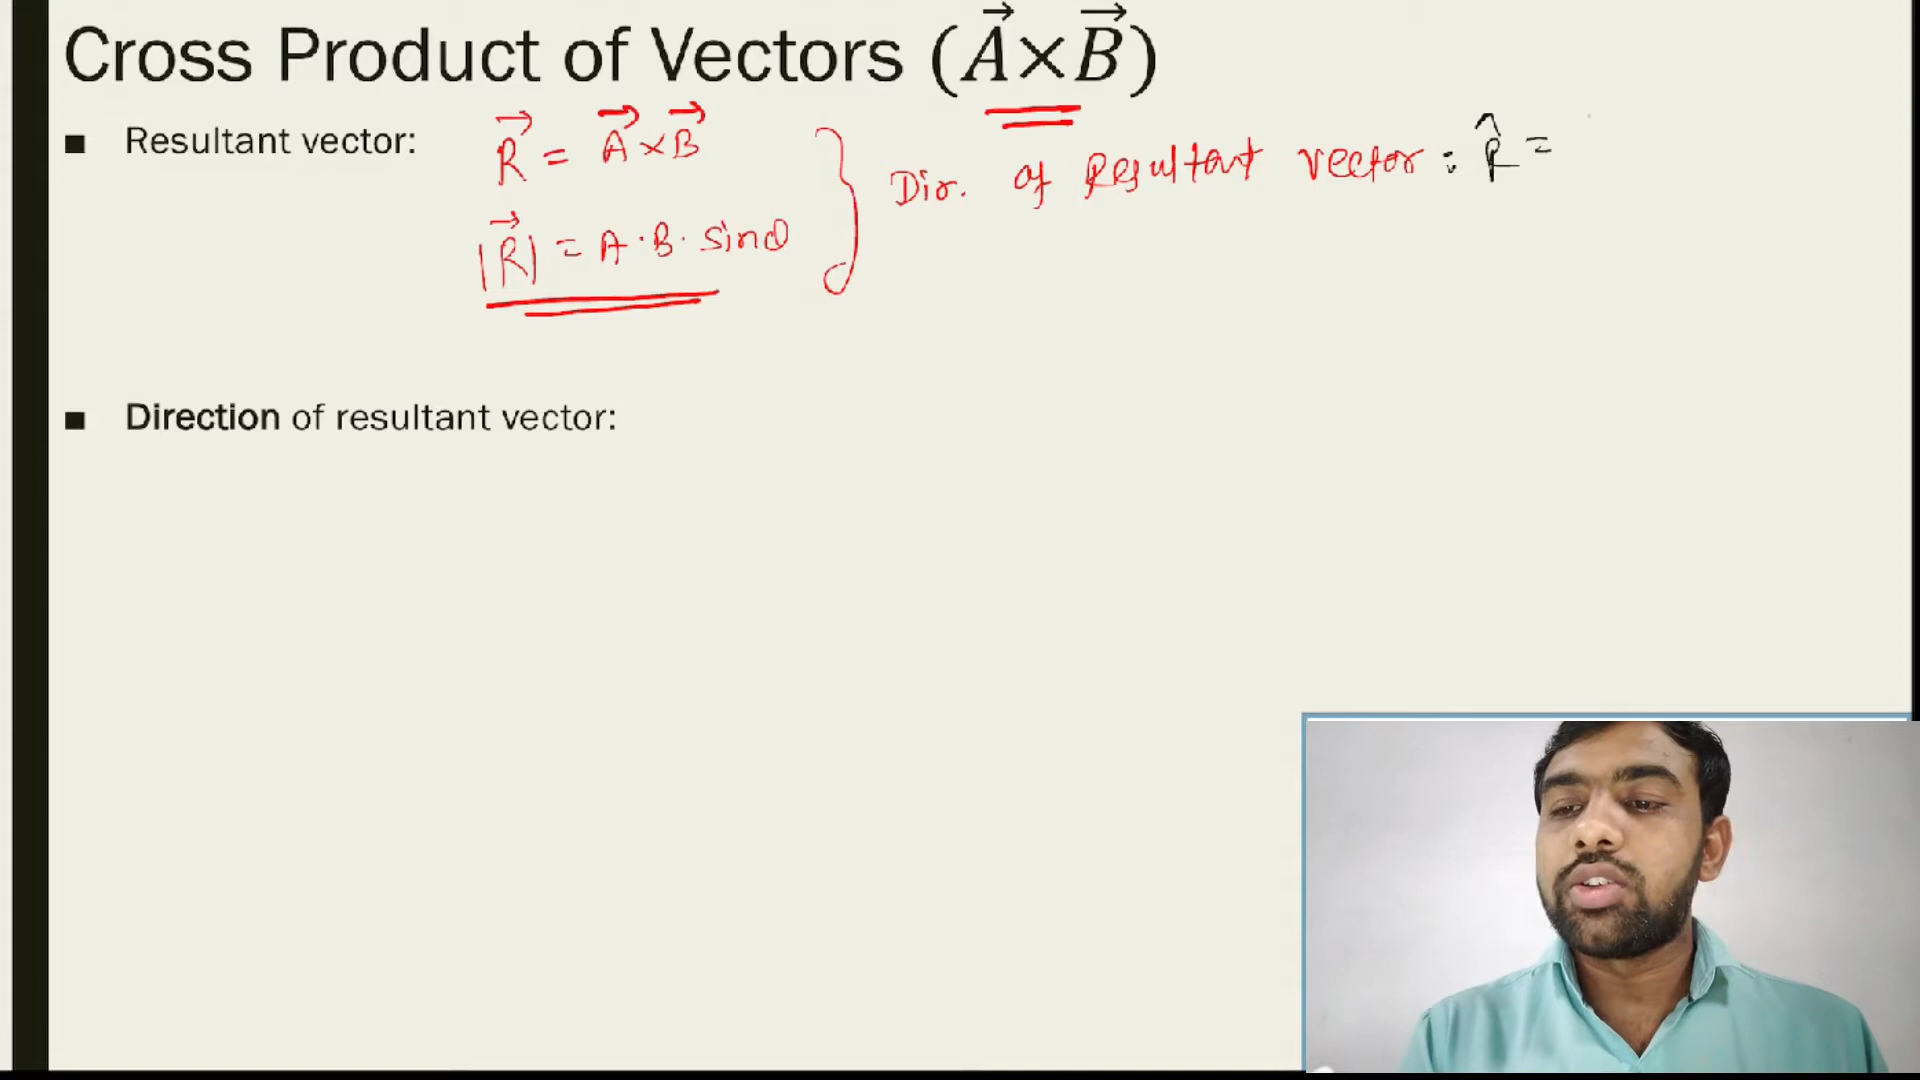 Cross Product of Vectors (A⃗×B⃗)
■ Resultant vector: R⃗ = A⃗ × B⃗
Dir. of Resultant vector : R̂ =
|R⃗| = A · B · sinθ
■ Direction of resultant vector: